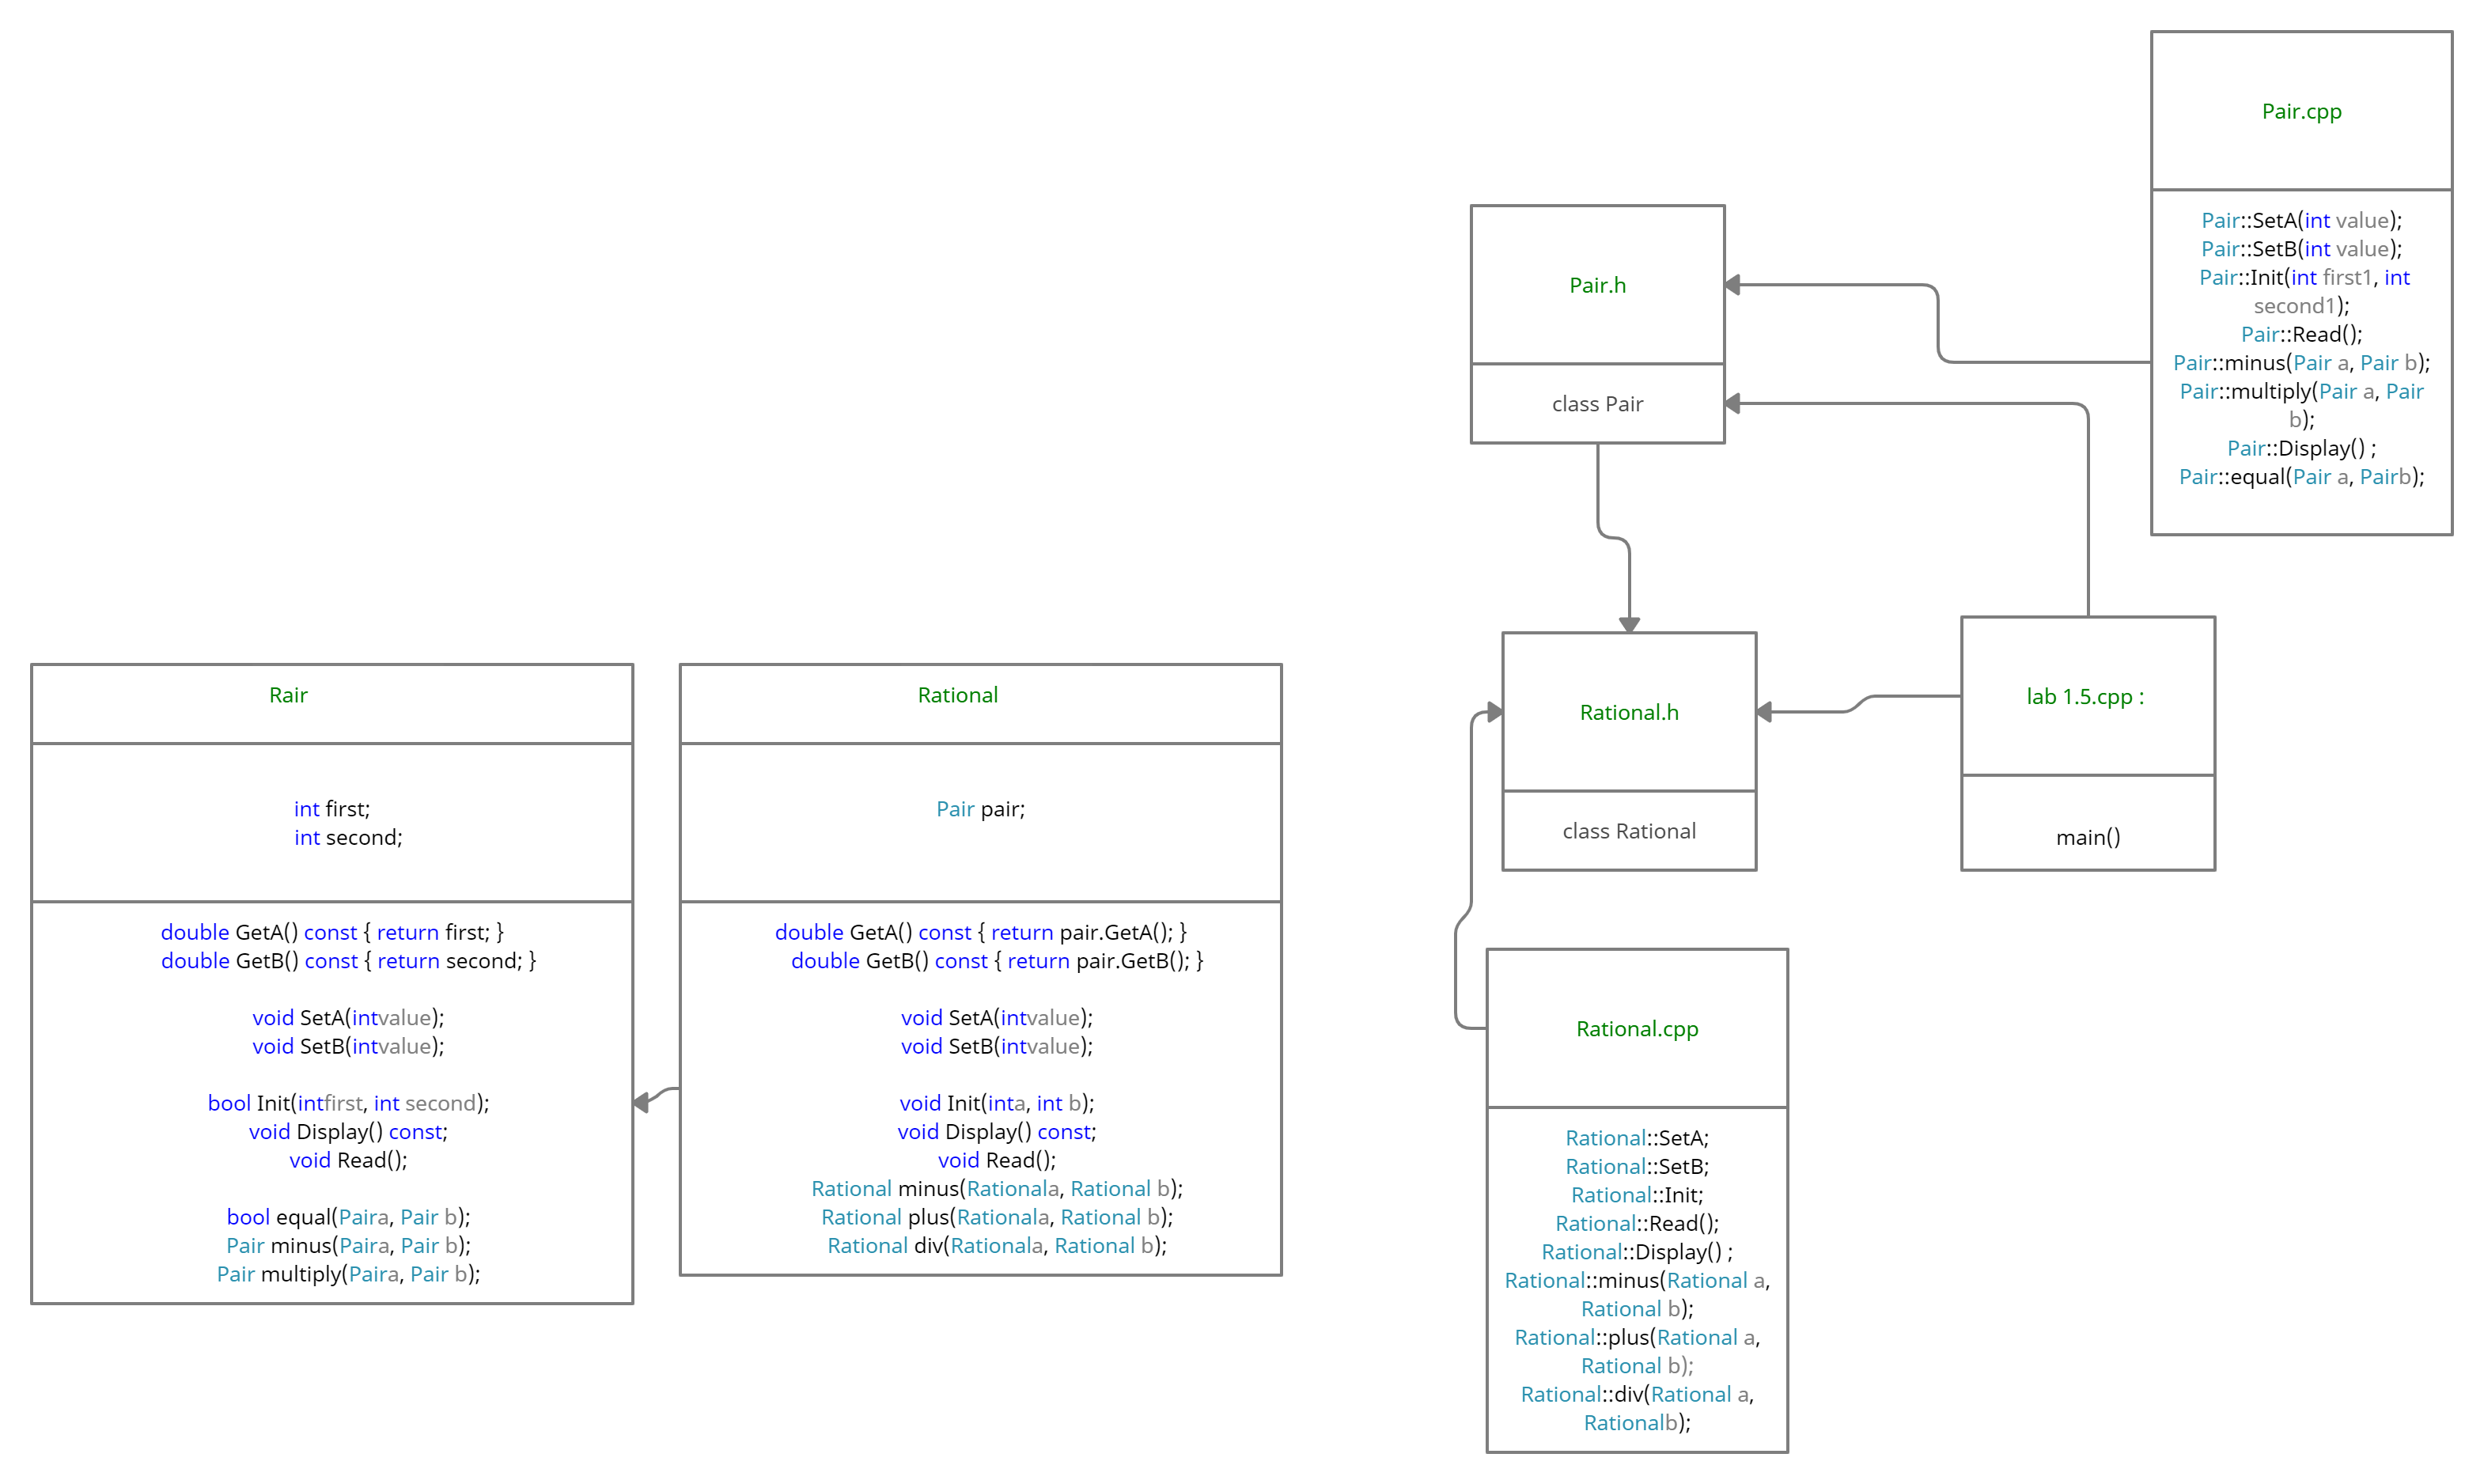 Pair.cpp
Pair::SetA(int value);
Pair::SetB(int value);
Pair::Init(int first1, int
second1);
Pair::Read();
Pair::minus(Pair a, Pair b);
Pair::multiply(Pair a, Pair
b);
Pair::Display() ;
Pair::equal(Pair a, Pairb);
Pair.h
class Pair
Rational.h
class Rational
lab 1.5.cpp :
main()
Rair
int first;
int second;
double GetA() const { return first; }
double GetB() const { return second; }
void SetA(intvalue);
void SetB(intvalue);
bool Init(intfirst, int second);
void Display() const;
void Read();
bool equal(Paira, Pair b);
Pair minus(Paira, Pair b);
Pair multiply(Paira, Pair b);
Rational
Pair pair;
double GetA() const { return pair.GetA(); }
double GetB() const { return pair.GetB(); }
void SetA(intvalue);
void SetB(intvalue);
void Init(inta, int b);
void Display() const;
void Read();
Rational minus(Rationala, Rational b);
Rational plus(Rationala, Rational b);
Rational div(Rationala, Rational b);
Rational.cpp
Rational::SetA;
Rational::SetB;
Rational::Init;
Rational::Read();
Rational::Display() ;
Rational::minus(Rational a,
Rational b);
Rational::plus(Rational a,
Rational b);
Rational::div(Rational a,
Rationalb);